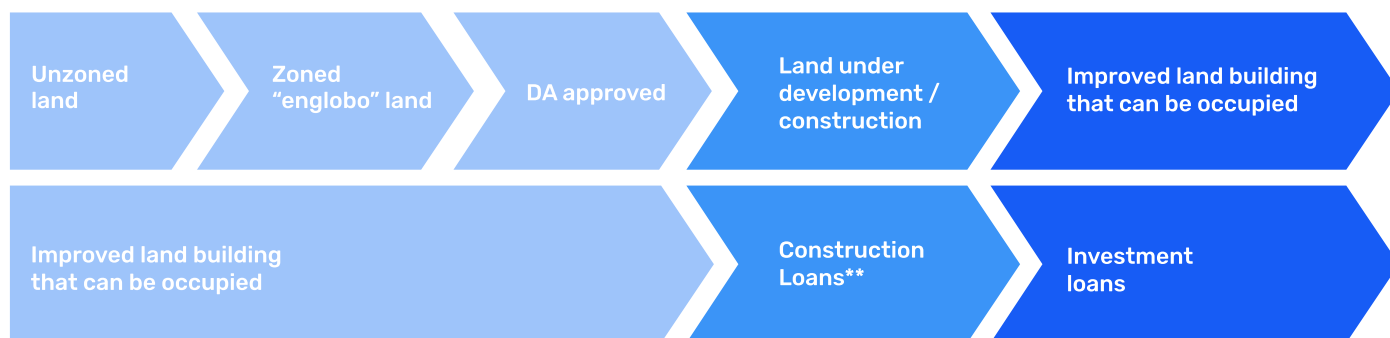 Unzoned
land
Zoned
“englobo” land
DA approved
Land under
development /
construction
Improved land building
that can be occupied
Improved land building
that can be occupied
Construction
Loans**
Investment
loans